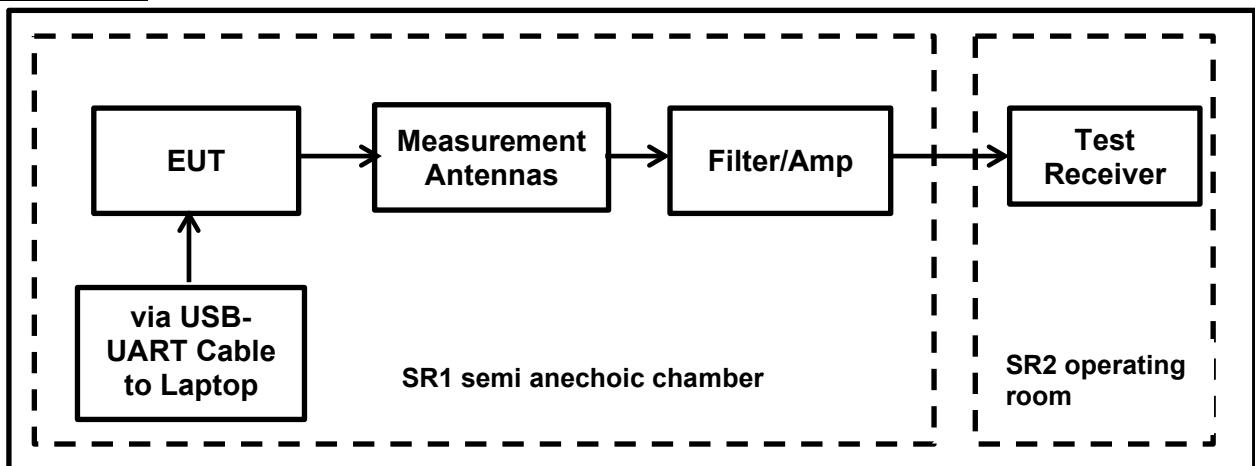 EUT
Measurement
Antennas
Filter/Amp
Test
Receiver
via USB-
UART Cable
to Laptop
SR1 semi anechoic chamber
SR2 operating
room